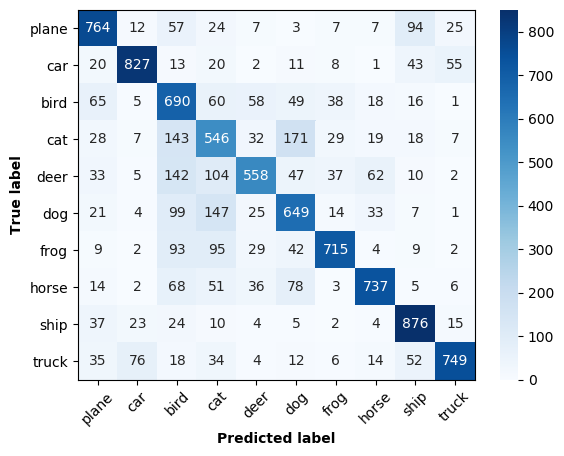 plane 764 12 57 24 7 3 7 7 94 25
car 20 827 13 20 2 11 8 1 43 55
bird 65 5 690 60 58 49 38 18 16 1
cat 28 7 143 546 32 171 29 19 18 7
deer 33 5 142 104 558 47 37 62 10 2
dog 21 4 99 147 25 649 14 33 7 1
frog 9 2 93 95 29 42 715 4 9 2
horse 14 2 68 51 36 78 3 737 5 6
ship 37 23 24 10 4 5 2 4 876 15
truck 35 76 18 34 4 12 6 14 52 749
plane car bird cat deer dog frog horse ship truck
Predicted label
True label
800
700
600
500
400
300
200
100
0